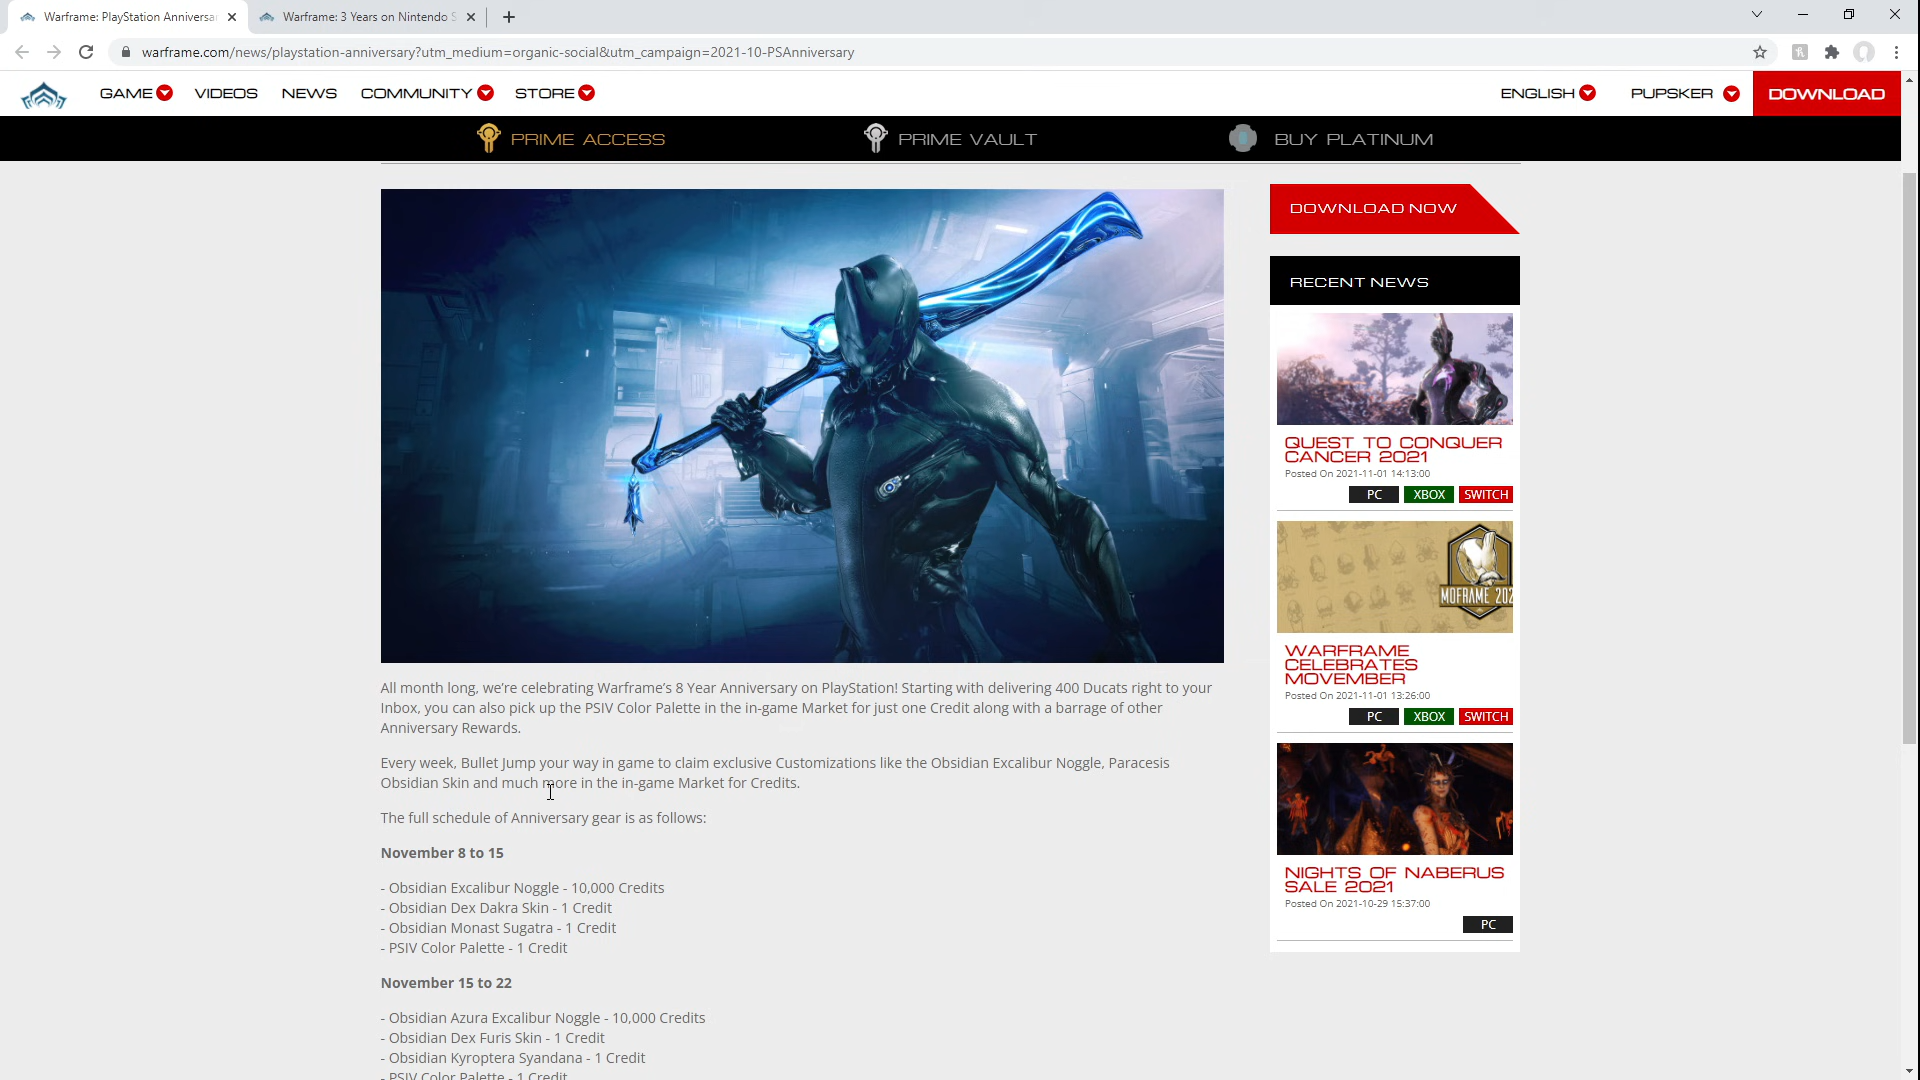 Warframe: PlayStation Anniversar
Warframe: 3 Years on Nintendo S
warframe.com/news/playstation-anniversary?utm_medium=organic-social&utm_campaign=2021-10-PSAnniversary
GAME VIDEOS NEWS COMMUNITY STORE ENGLISH PUPSKER DOWNLOAD
PRIME ACCESS PRIME VAULT BUY PLATINUM
DOWNLOAD NOW
RECENT NEWS
QUEST TO CONQUER
CANCER 2021
Posted On 2021-11-01 14:13:00
PC XBOX SWITCH
MOFRAME 202
WARFRAME
CELEBRATES
MOVEMBER
Posted On 2021-11-01 13:26:00
PC XBOX SWITCH
NIGHTS OF NABERUS
SALE 2021
Posted On 2021-10-29 15:37:00
PC
All month long, we’re celebrating Warframe’s 8 Year Anniversary on PlayStation! Starting with delivering 400 Ducats right to your
Inbox, you can also pick up the PSIV Color Palette in the in-game Market for just one Credit along with a barrage of other
Anniversary Rewards.
Every week, Bullet Jump your way in game to claim exclusive Customizations like the Obsidian Excalibur Noggle, Paracesis
Obsidian Skin and much more in the in-game Market for Credits.
The full schedule of Anniversary gear is as follows:
November 8 to 15
- Obsidian Excalibur Noggle - 10,000 Credits
- Obsidian Dex Dakra Skin - 1 Credit
- Obsidian Monast Sugatra - 1 Credit
- PSIV Color Palette - 1 Credit
November 15 to 22
- Obsidian Azura Excalibur Noggle - 10,000 Credits
- Obsidian Dex Furis Skin - 1 Credit
- Obsidian Kyroptera Syandana - 1 Credit
- PSIV Color Palette - 1 Credit